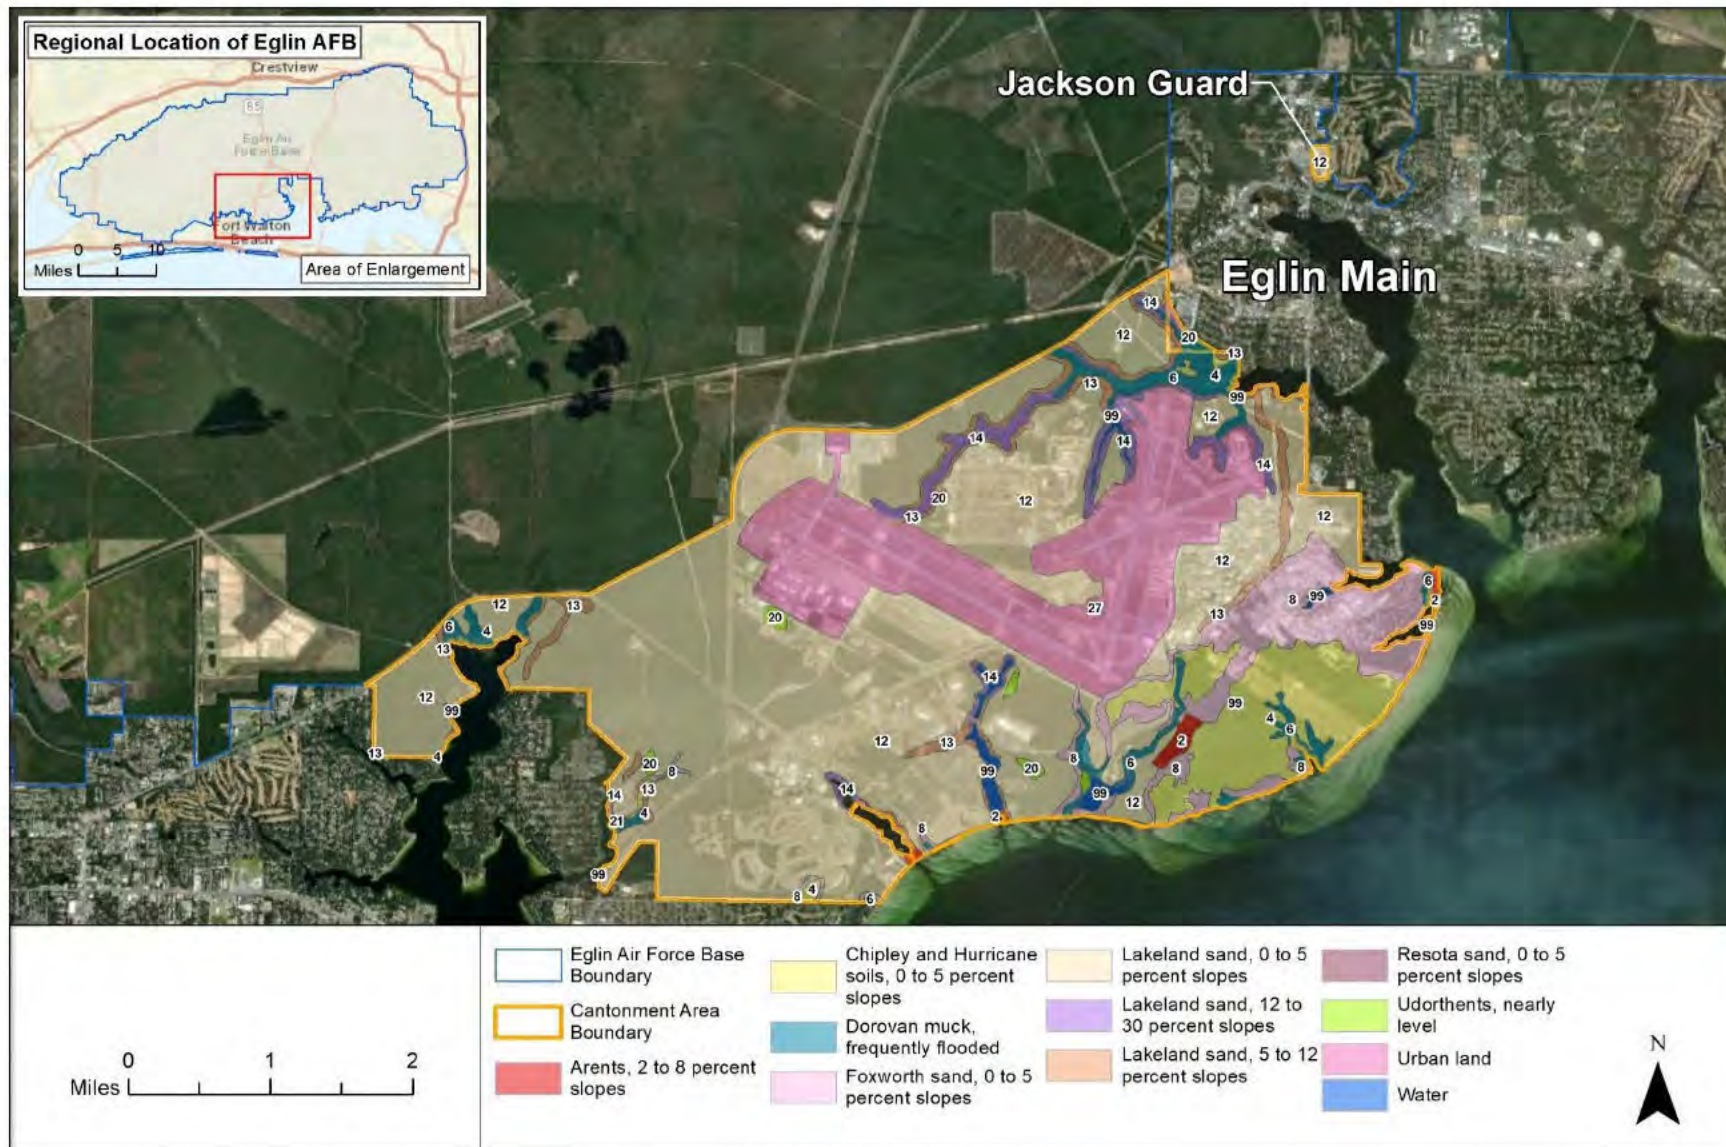 Regional Location of Eglin AFB
Crestview
85
Eglin Air
Force Base
Fort Walton
Beach
0 5 10
Miles
Area of Enlargement
Jackson Guard
12
Eglin Main
14
12
20
13
6
4
13
99
99
12
14
14
14
20
12
13
12
12
6
8
99
2
27
13
99
20
12
13
6
4
13
12
99
13
4
14
99
4
6
12
13
2
8
20
8
8
20
99
6
8
14
13
99
12
14
4
21
2
8
99
4
8
6
Eglin Air Force Base
Boundary
Cantonment Area
Boundary
Arents, 2 to 8 percent
slopes
Chipley and Hurricane
soils, 0 to 5 percent
slopes
Dorovan muck,
frequently flooded
Foxworth sand, 0 to 5
percent slopes
Lakeland sand, 0 to 5
percent slopes
Lakeland sand, 12 to
30 percent slopes
Lakeland sand, 5 to 12
percent slopes
Resota sand, 0 to 5
percent slopes
Udorthents, nearly
level
Urban land
Water
0 1 2
Miles
N